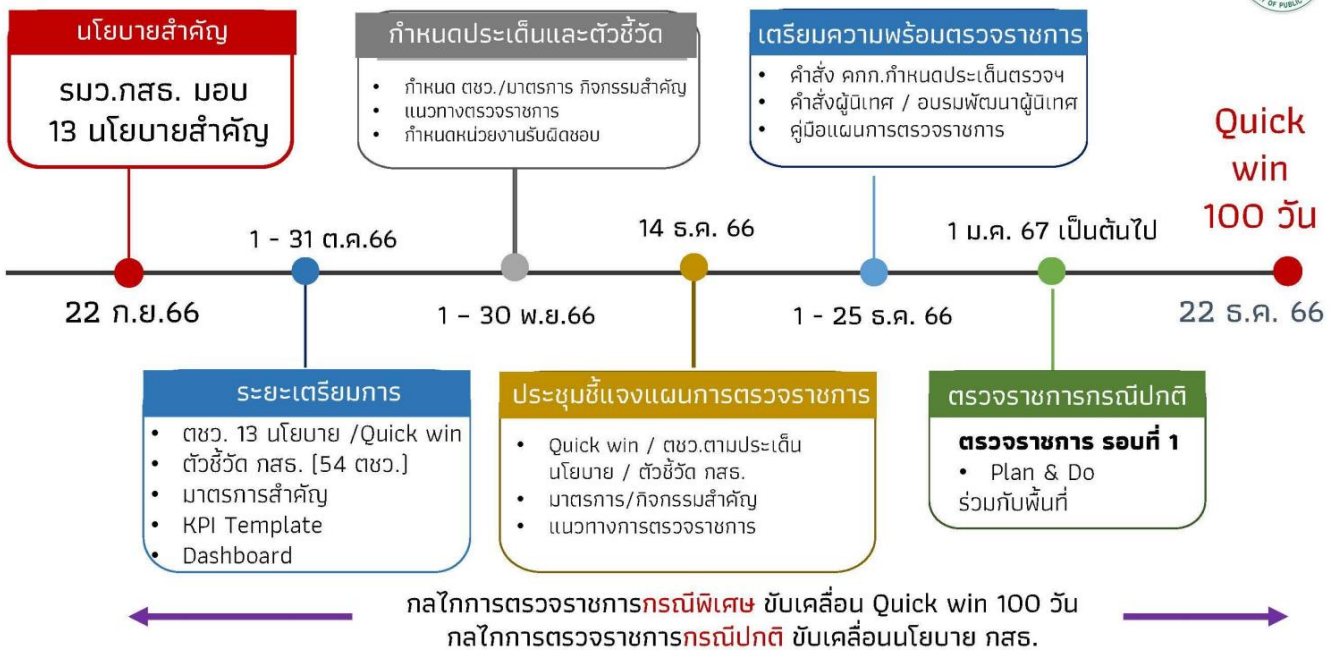 Y OF PUBLIC
นโยบายสำคัญ
รมว.กสธ. มอบ
13 นโยบายสำคัญ
กำหนดประเด็นและตัวชี้วัด
• กำหนด ตชว./มาตรการ กิจกรรมสำคัญ
• แนวทางตรวจราชการ
• กำหนดหน่วยงานรับผิดชอบ
เตรียมความพร้อมตรวจราชการ
• คำสั่ง คกก.กำหนดประเด็นตรวจฯ
• คำสั่งผู้นิเทศ / อบรมพัฒนาผู้นิเทศ
• คู่มือแผนการตรวจราชการ
Quick
win
100 วัน
1 - 31 ต.ค.66
14 ธ.ค. 66
1 ม.ค. 67 เป็นต้นไป
22 ก.ย.66
1 – 30 พ.ย.66
1 - 25 ธ.ค. 66
22 ธ.ค. 66
ระยะเตรียมการ
• ตชว. 13 นโยบาย /Quick win
• ตัวชี้วัด กสธ. [54 ตชว.]
• มาตรการสำคัญ
• KPI Template
• Dashboard
ประชุมชี้แจงแผนการตรวจราชการ
• Quick win / ตชว.ตามประเด็น
นโยบาย / ตัวชี้วัด กสธ.
• มาตรการ/กิจกรรมสำคัญ
• แนวทางการตรวจราชการ
ตรวจราชการกรณีปกติ
ตรวจราชการ รอบที่ 1
• Plan & Do
ร่วมกับพื้นที่
กลไกการตรวจราชการกรณีพิเศษ ขับเคลื่อน Quick win 100 วัน
กลไกการตรวจราชการกรณีปกติ ขับเคลื่อนนโยบาย กสธ.